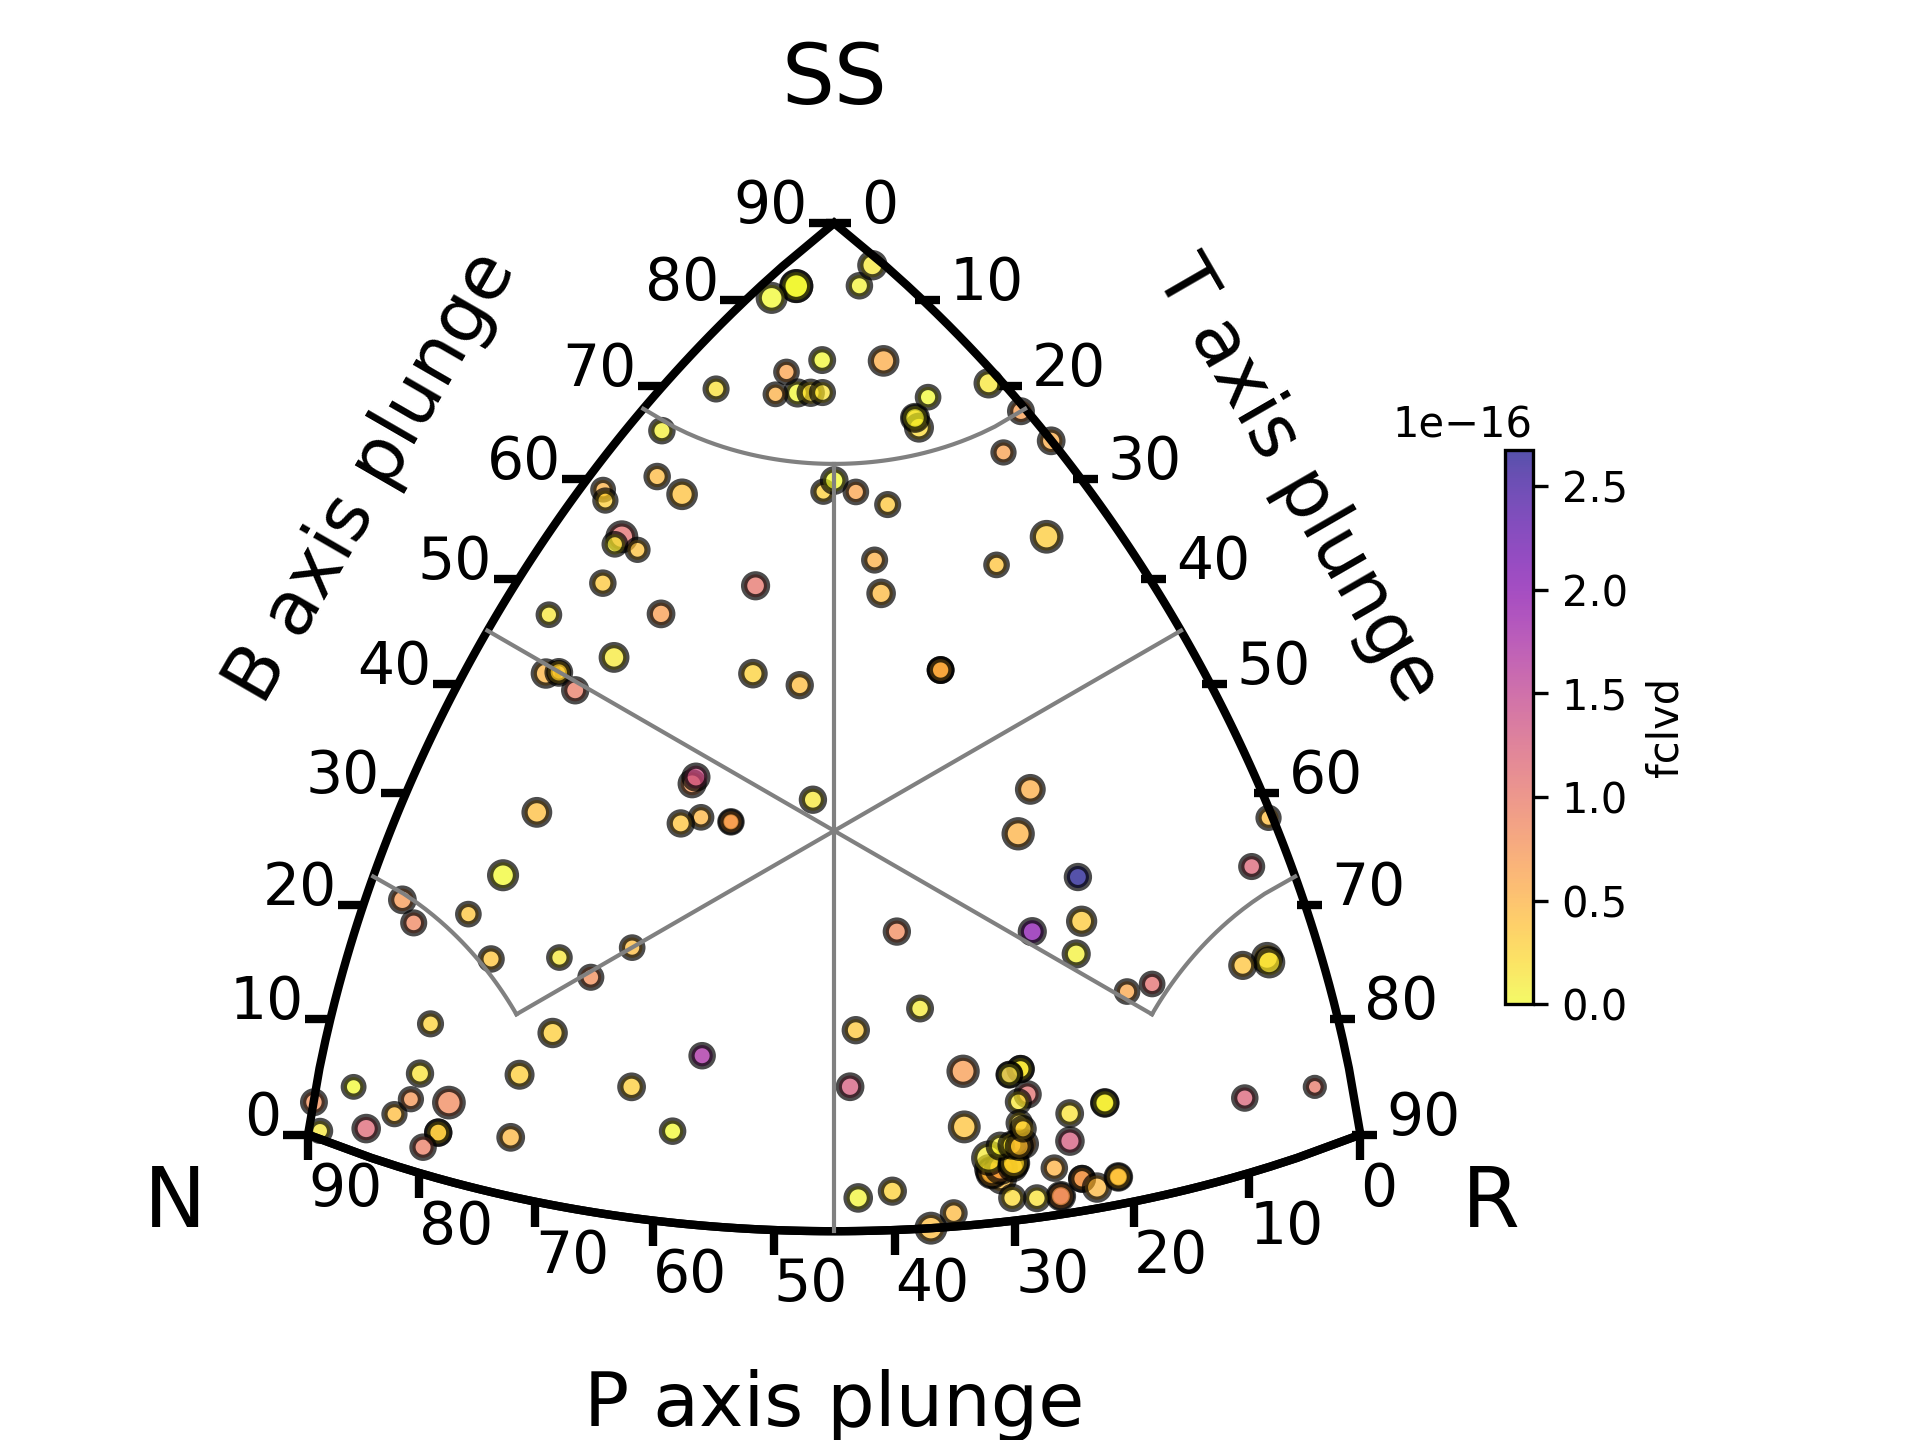 SS
90 0
80 10
70 20
60 30
50 40
40 50
30 60
20 70
10 80
0 90
B axis plunge
T axis plunge
N
R
90 80 70 60 50 40 30 20 10 0
P axis plunge
1e−16
2.5
2.0
1.5
1.0
0.5
0.0
fclvd